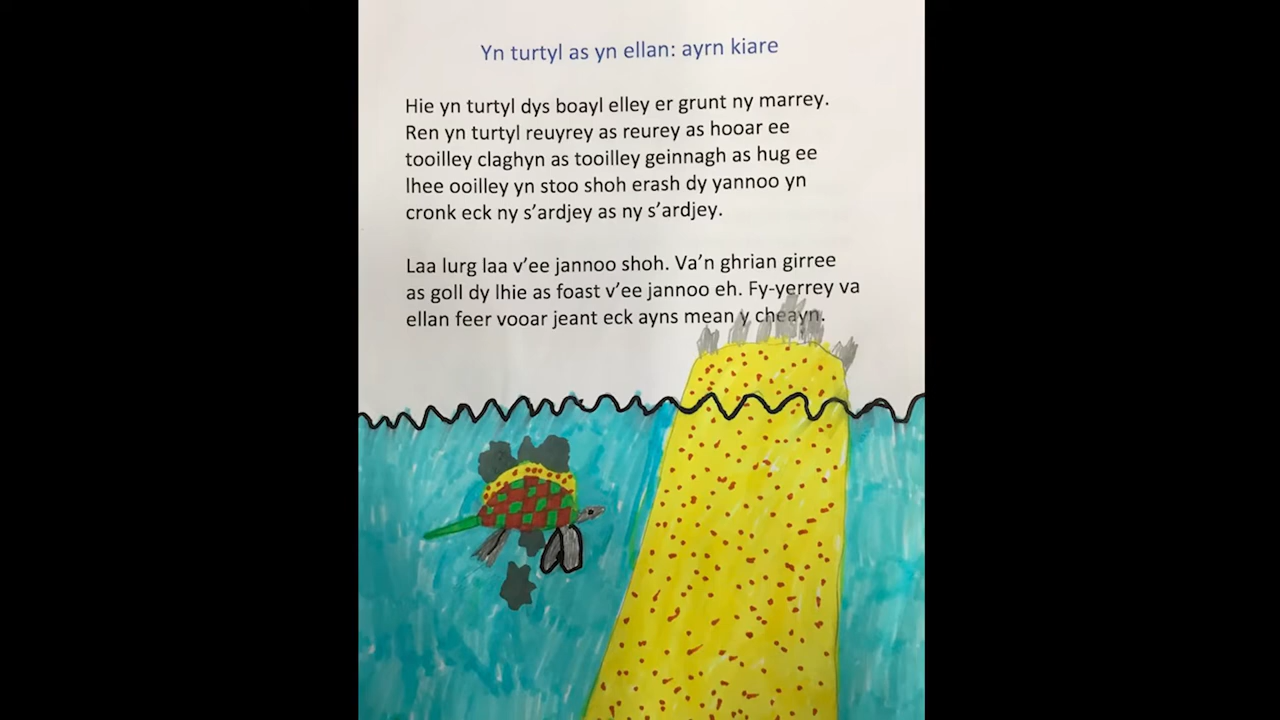 Yn turtyl as yn ellan: ayrn kiare
Hie yn turtyl dys boayl elley er grunt ny marrey.
Ren yn turtyl reuyrey as reurey as hooar ee
tooilley claghyn as tooilley geinnagh as hug ee
lhee ooilley yn stoo shoh erash dy yannoo yn
cronk eck ny s’ardjey as ny s’ardjey.
Laa lurg laa v’ee jannoo shoh. Va’n ghrian girree
as goll dy lhie as foast v’ee jannoo eh. Fy-yerrey va
ellan feer vooar jeant eck ayns mean y cheayn.